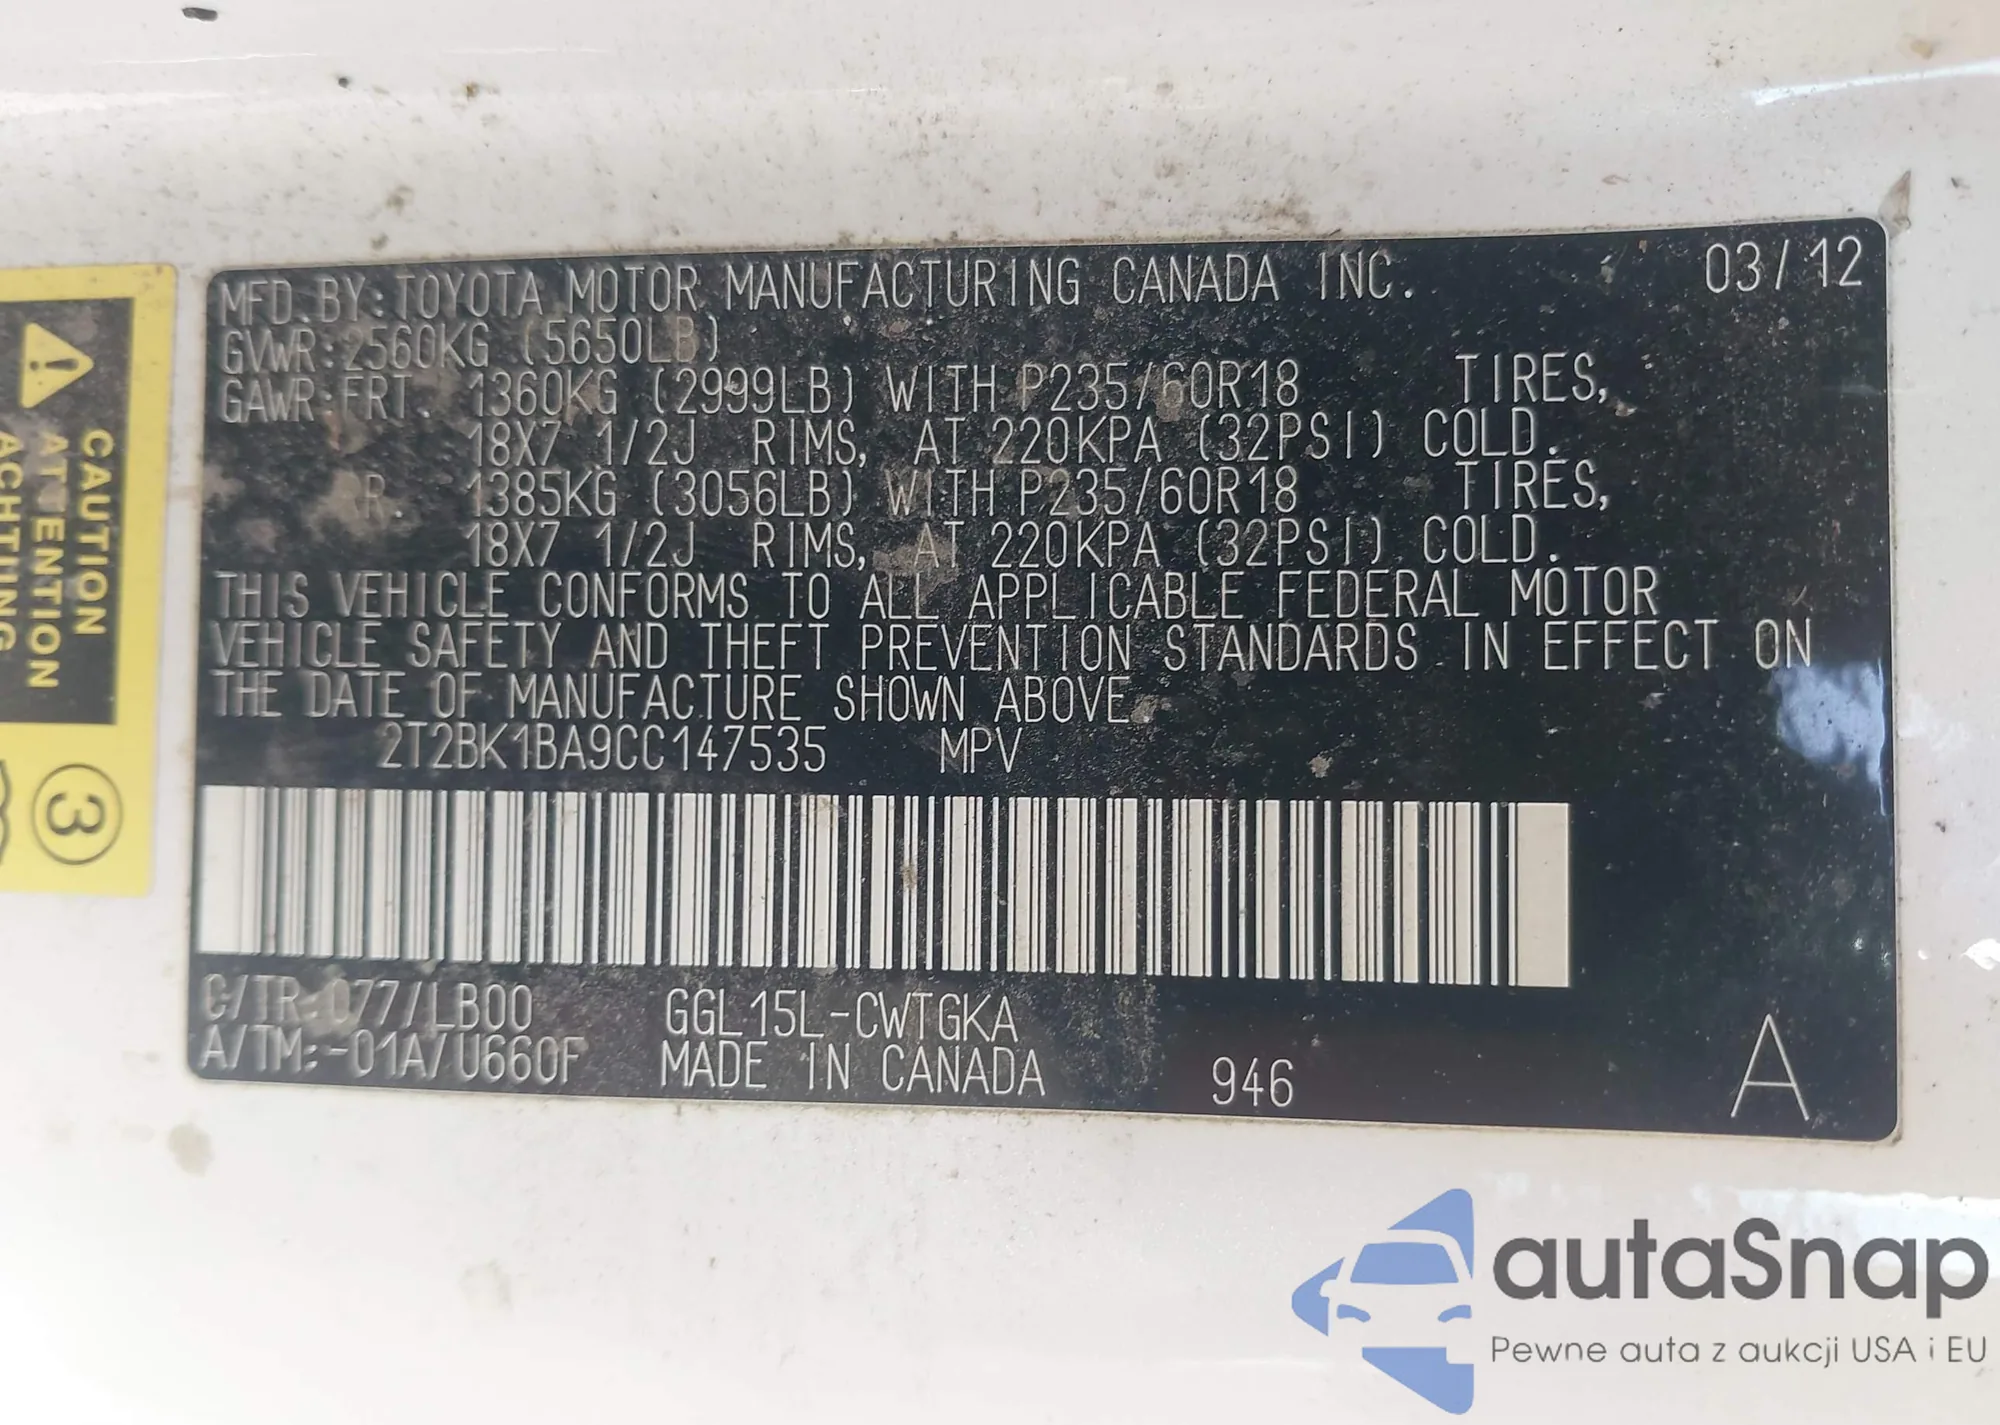 MFD.BY:TOYOTA MOTOR MANUFACTURING CANADA INC. 03/12
GVWR:2560KG (5650LB)
GAWR:FRT. 1360KG (2999LB) WITH P235/60R18 TIRES,
18X7 1/2J RIMS, AT 220KPA (32PSI) COLD.
RR. 1385KG (3056LB) WITH P235/60R18 TIRES,
18X7 1/2J RIMS, AT 220KPA (32PSI) COLD.
THIS VEHICLE CONFORMS TO ALL APPLICABLE FEDERAL MOTOR
VEHICLE SAFETY AND THEFT PREVENTION STANDARDS IN EFFECT ON
THE DATE OF MANUFACTURE SHOWN ABOVE.
2T2BK1BA9CC147535 MPV
C/TR:077/LB00 GGL15L-CWTGKA
A/TM:-01A/U660F MADE IN CANADA 946 A
CAUTION
ATTENTION
ACHTUNG
3
autaSnap
Pewne auta z aukcji USA i EU